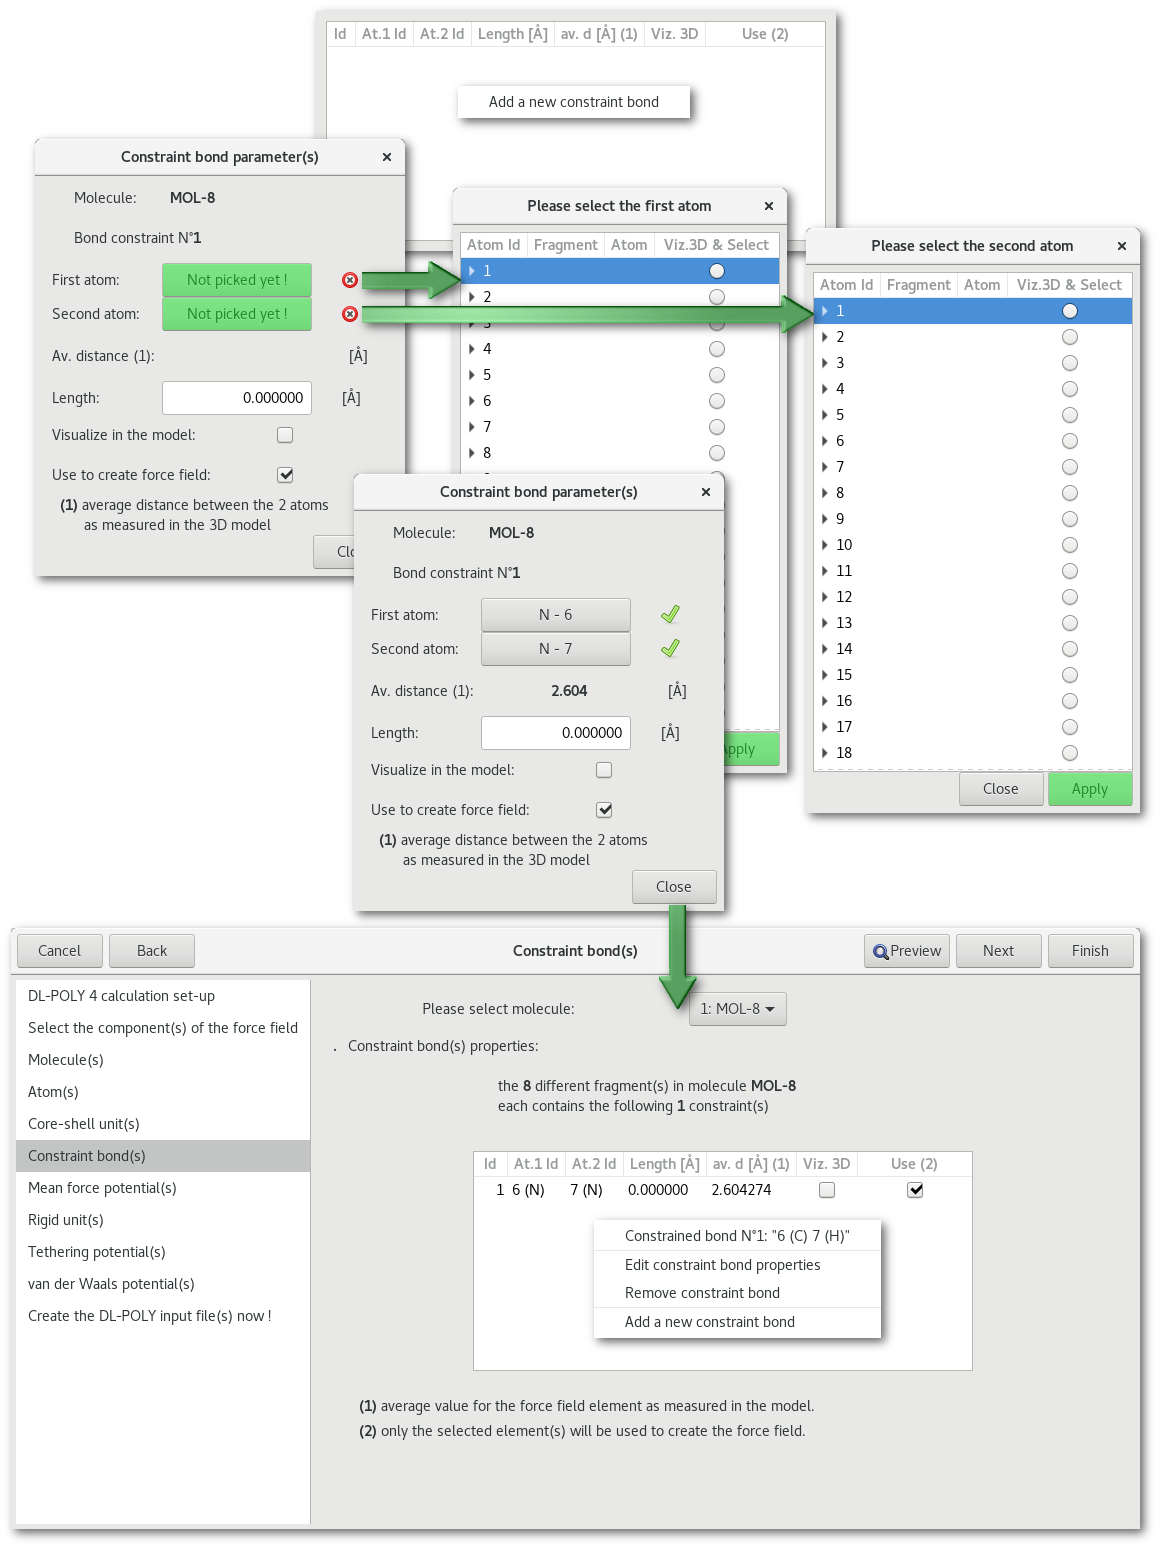 Id At.1 Id At.2 Id Length [Å] av. d [Å] (1) Viz. 3D Use (2)
Add a new constraint bond
Constraint bond parameter(s)
Molecule: MOL-8
Bond constraint N°1
First atom: Not picked yet !
Second atom: Not picked yet !
Av. distance (1): [Å]
Length: 0.000000 [Å]
Visualize in the model:
Use to create force field:
(1) average distance between the 2 atoms
as measured in the 3D model
Please select the first atom
Atom Id Fragment Atom Viz.3D & Select
1
2
3
4
5
6
7
8
Apply
Please select the second atom
Atom Id Fragment Atom Viz.3D & Select
1
2
3
4
5
6
7
8
9
10
11
12
13
14
15
16
17
18
Close Apply
Constraint bond parameter(s)
Molecule: MOL-8
Bond constraint N°1
First atom: N - 6
Second atom: N - 7
Av. distance (1): 2.604 [Å]
Length: 0.000000 [Å]
Visualize in the model:
Use to create force field:
(1) average distance between the 2 atoms
as measured in the 3D model
Close
Cancel Back Constraint bond(s) Preview Next Finish
DL-POLY 4 calculation set-up
Select the component(s) of the force field
Molecule(s)
Atom(s)
Core-shell unit(s)
Constraint bond(s)
Mean force potential(s)
Rigid unit(s)
Tethering potential(s)
van der Waals potential(s)
Create the DL-POLY input file(s) now !
Please select molecule: 1: MOL-8
. Constraint bond(s) properties:
the 8 different fragment(s) in molecule MOL-8
each contains the following 1 constraint(s)
Id At.1 Id At.2 Id Length [Å] av. d [Å] (1) Viz. 3D Use (2)
1 6 (N) 7 (N) 0.000000 2.604274
Constrained bond N°1: "6 (C) 7 (H)"
Edit constraint bond properties
Remove constraint bond
Add a new constraint bond
(1) average value for the force field element as measured in the model.
(2) only the selected element(s) will be used to create the force field.